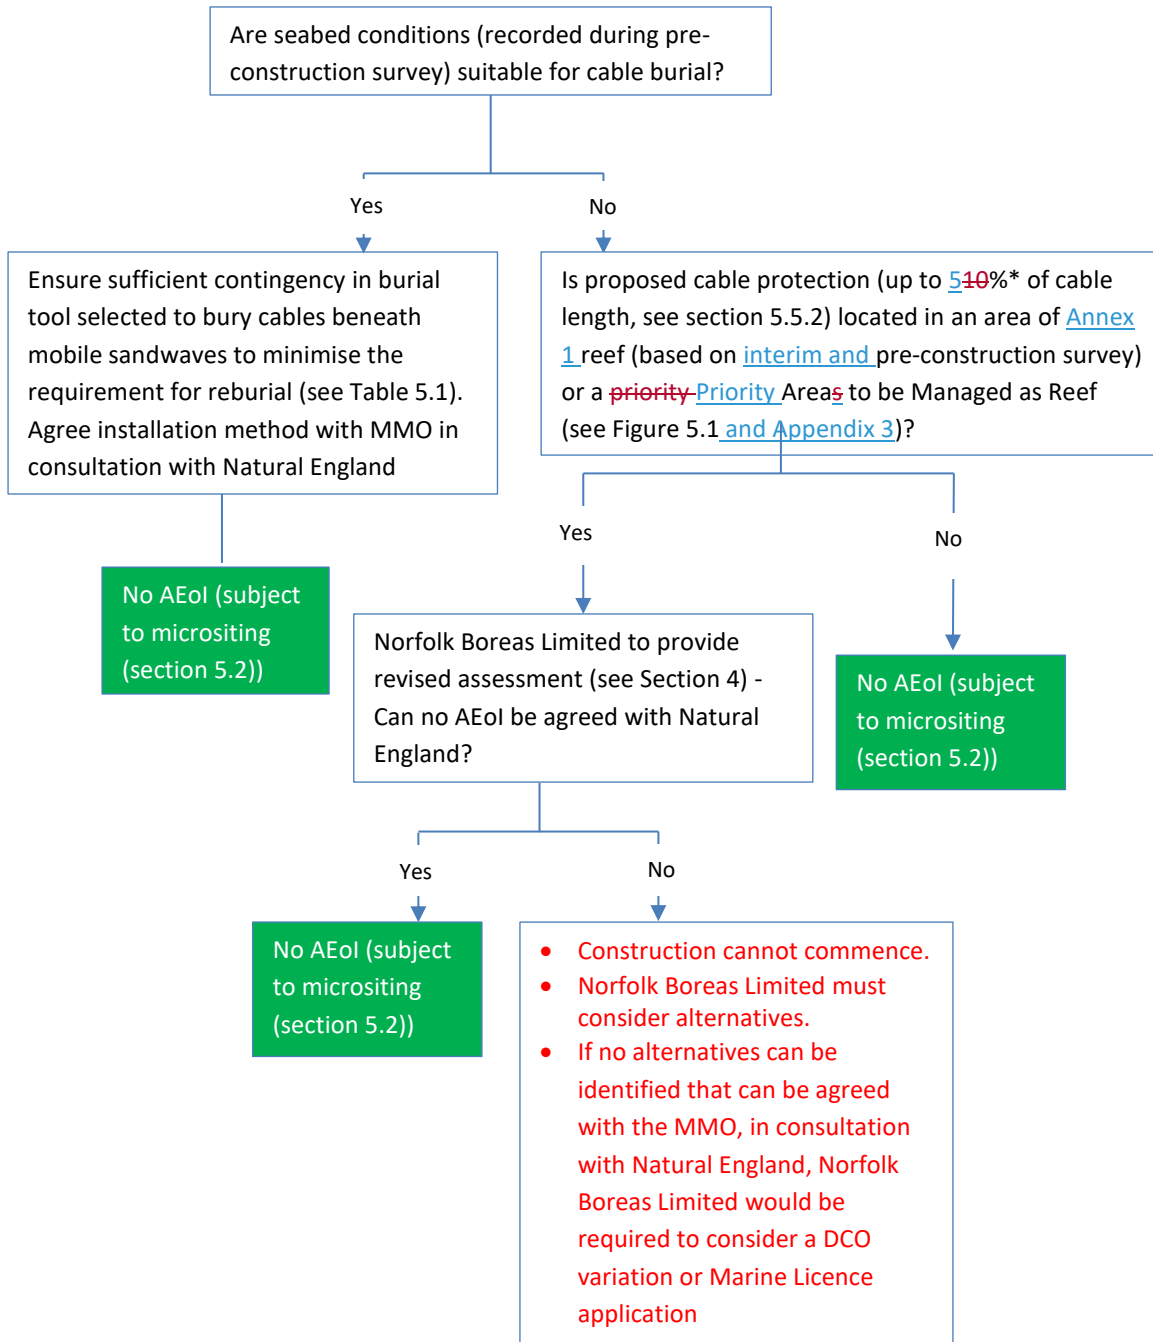 Are seabed conditions (recorded during pre-
construction survey) suitable for cable burial?
Yes
No
Ensure sufficient contingency in burial
tool selected to bury cables beneath
mobile sandwaves to minimise the
requirement for reburial (see Table 5.1).
Agree installation method with MMO in
consultation with Natural England
Is proposed cable protection (up to 510%* of cable
length, see section 5.5.2) located in an area of Annex
1 reef (based on interim and pre-construction survey)
or a priority Priority Areas to be Managed as Reef
(see Figure 5.1 and Appendix 3)?
Yes
No
No AEoI (subject
to micrositing
(section 5.2))
Norfolk Boreas Limited to provide
revised assessment (see Section 4) -
Can no AEoI be agreed with Natural
England?
No AEoI (subject
to micrositing
(section 5.2))
Yes
No
No AEoI (subject
to micrositing
(section 5.2))
• Construction cannot commence.
• Norfolk Boreas Limited must
consider alternatives.
• If no alternatives can be
identified that can be agreed
with the MMO, in consultation
with Natural England, Norfolk
Boreas Limited would be
required to consider a DCO
variation or Marine Licence
application